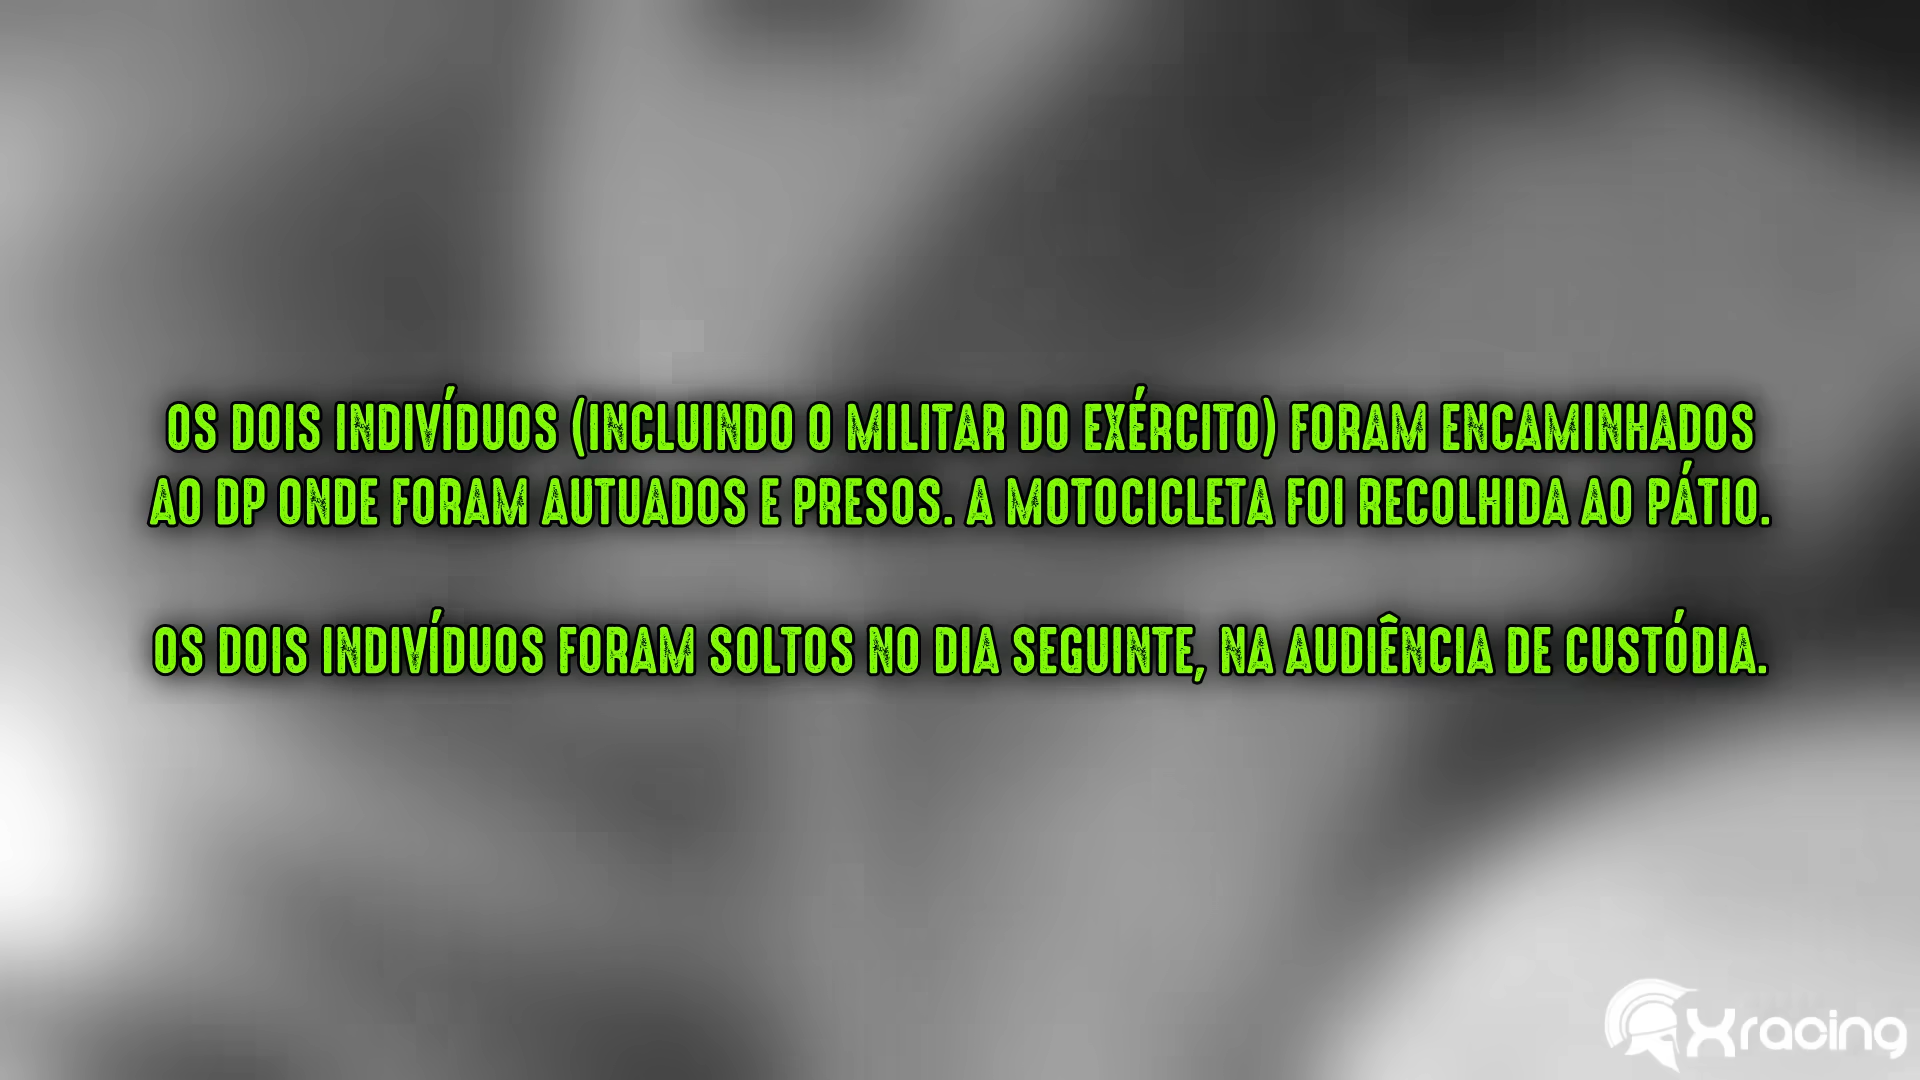 OS DOIS INDIVÍDUOS (INCLUINDO O MILITAR DO EXÉRCITO) FORAM ENCAMINHADOS
AO DP ONDE FORAM AUTUADOS E PRESOS. A MOTOCICLETA FOI RECOLHIDA AO PÁTIO.
OS DOIS INDIVÍDUOS FORAM SOLTOS NO DIA SEGUINTE, NA AUDIÊNCIA DE CUSTÓDIA.
Xracing